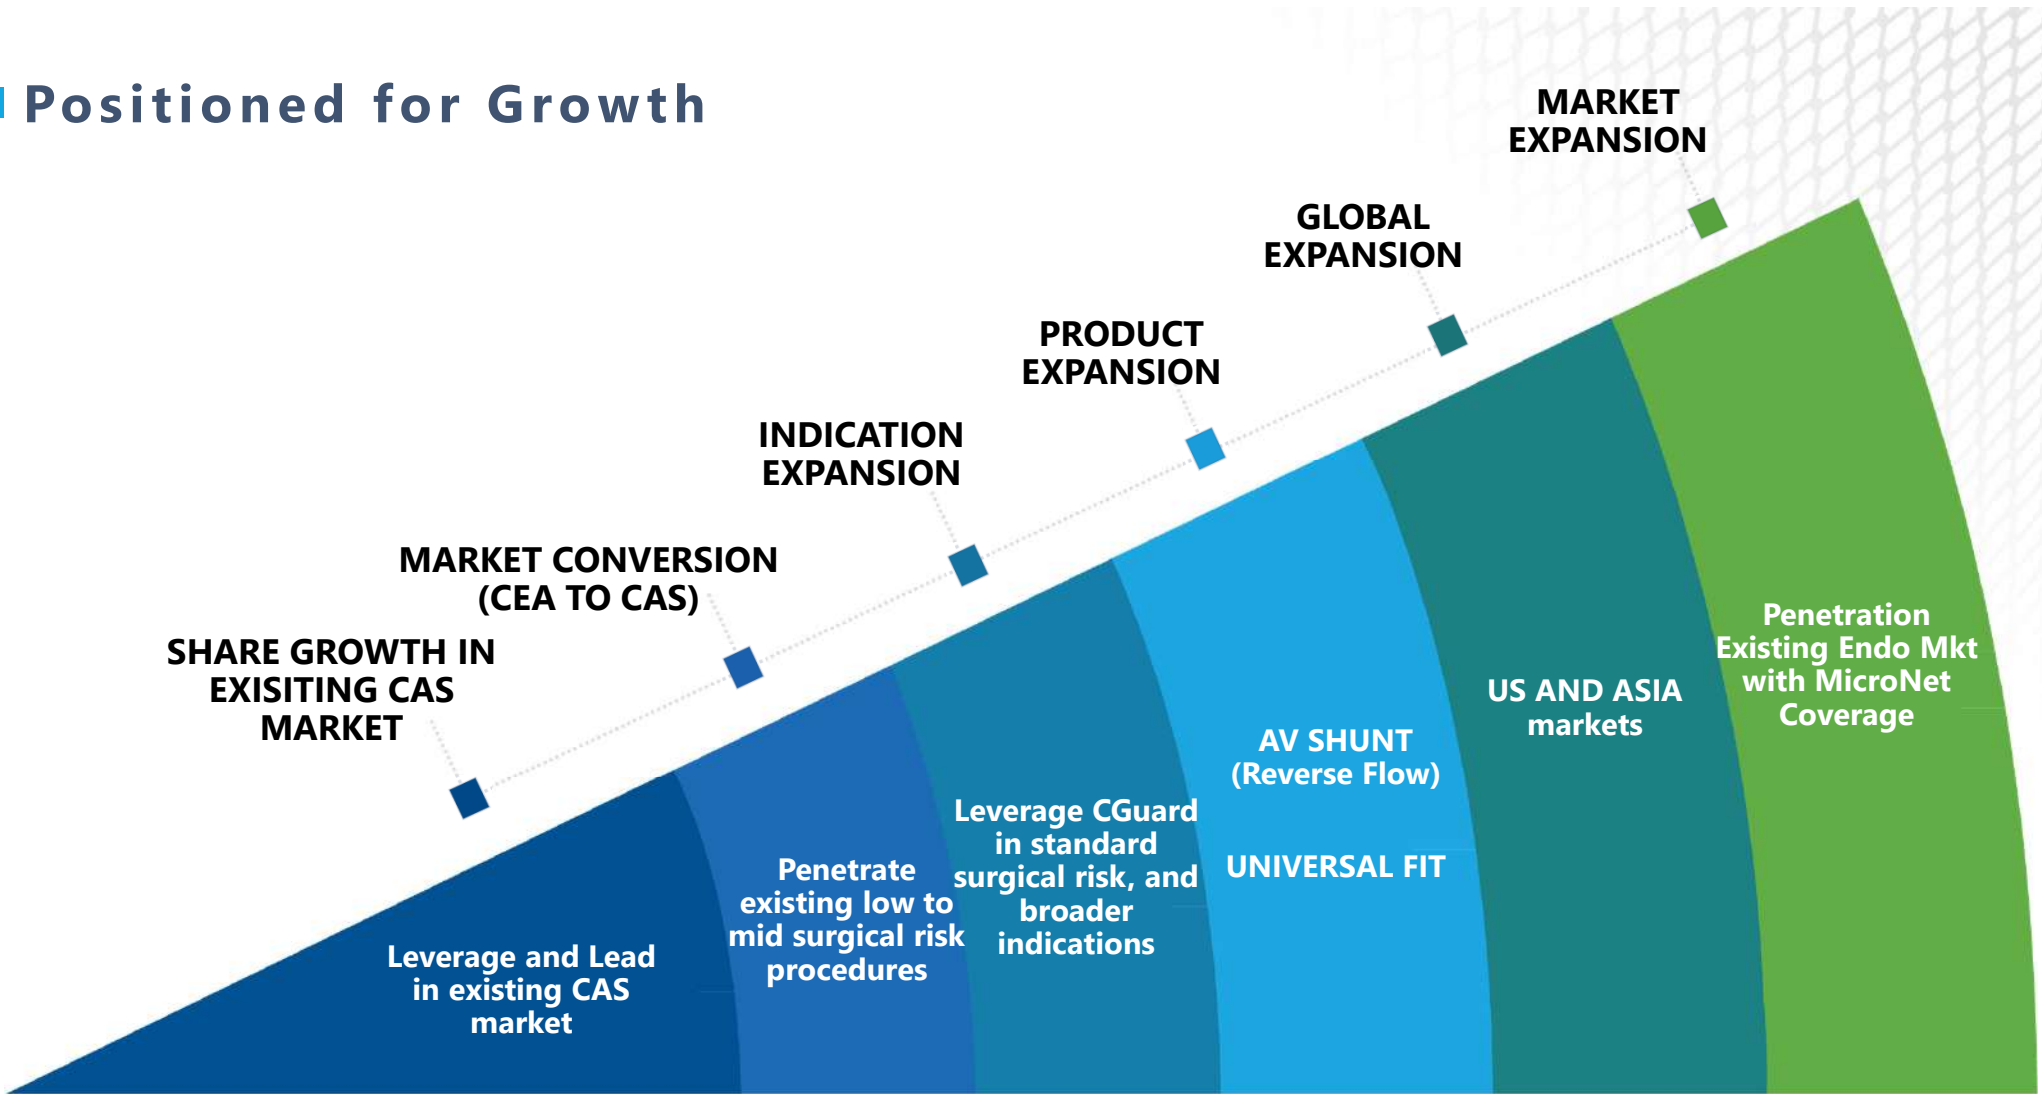 Positioned for Growth
SHARE GROWTH IN
EXISITING CAS
MARKET
MARKET CONVERSION
(CEA TO CAS)
INDICATION
EXPANSION
PRODUCT
EXPANSION
GLOBAL
EXPANSION
MARKET
EXPANSION
Leverage and Lead
in existing CAS
market
Penetrate
existing low to
mid surgical risk
procedures
Leverage CGuard
in standard
surgical risk, and
broader
indications
AV SHUNT
(Reverse Flow)
UNIVERSAL FIT
US AND ASIA
markets
Penetration
Existing Endo Mkt
with MicroNet
Coverage